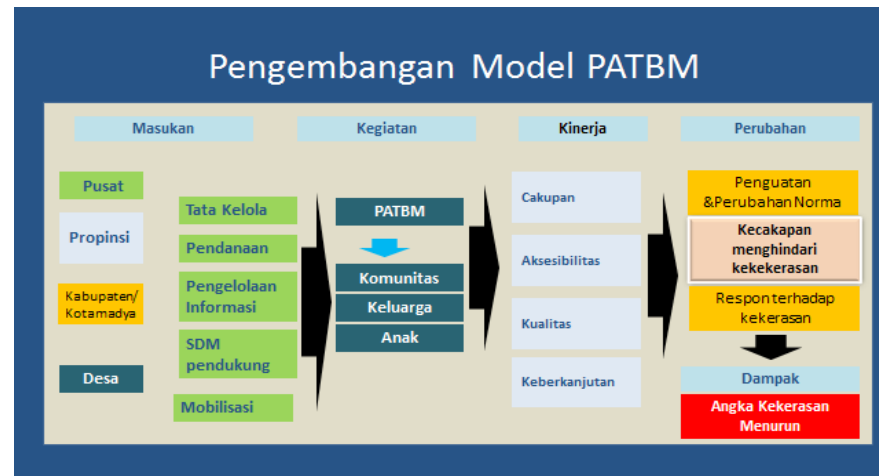 Pengembangan Model PATBM
Masukan
Kegiatan
Kinerja
Perubahan
Pusat
Propinsi
Kabupaten/
Kotamadya
Desa
Tata Kelola
Pendanaan
Pengelolaan
Informasi
SDM
pendukung
Mobilisasi
PATBM
Komunitas
Keluarga
Anak
Cakupan
Aksesibilitas
Kualitas
Keberkanjutan
Penguatan
&Perubahan Norma
Kecakapan
menghindari
kekekerasan
Respon terhadap
kekerasan
Dampak
Angka Kekerasan
Menurun